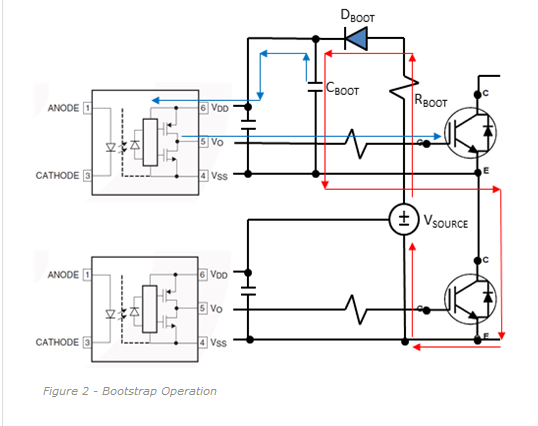 DBOOT
CBOOT
RBOOT
C
ANODE 1
6 VDD
5 VO
G
CATHODE 3
4 VSS
E
VSOURCE
C
ANODE 1
6 VDD
5 VO
G
CATHODE 3
4 VSS
E
Figure 2 - Bootstrap Operation